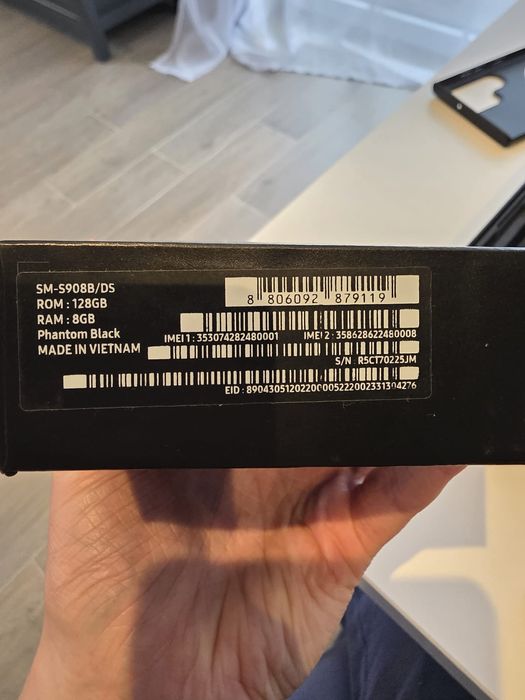 SM-S908B/DS
ROM : 128GB
RAM : 8GB
Phantom Black
MADE IN VIETNAM
8 806092 879119
IMEI 1 : 353074282480001 IMEI 2 : 358628622480008
S/N : R5CT70225JM
EID : 89043051202200005222002331304276